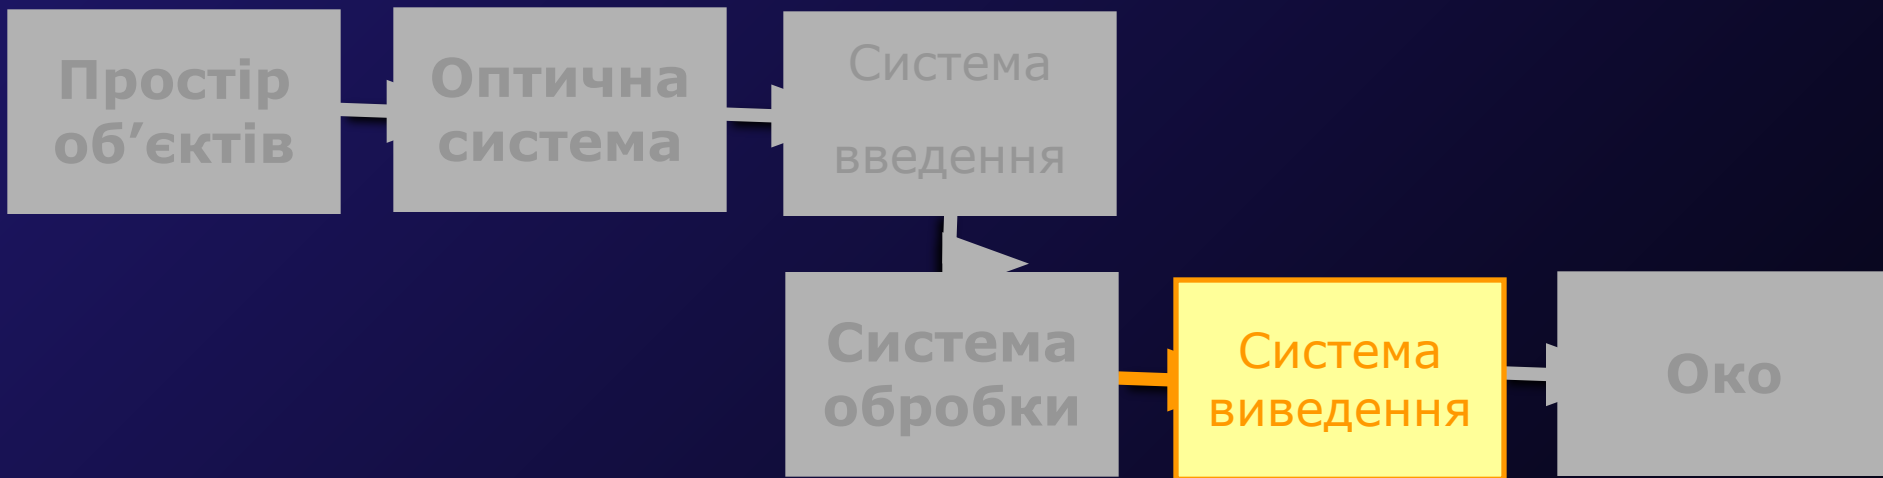 Простір
об’єктів
Оптична
система
Система
введення
Система
обробки
Система
виведення
Око